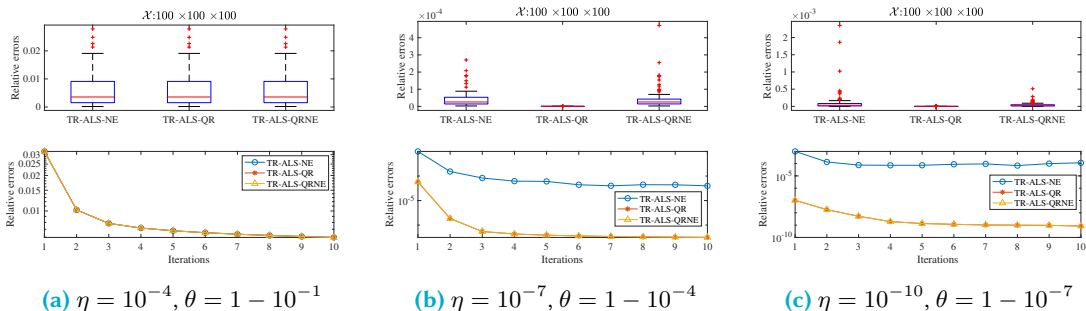 𝒳:100 × 100 × 100
Relative errors
0.02
0.01
0
TR-ALS-NE TR-ALS-QR TR-ALS-QRNE
Relative errors
0.03
0.025
0.02
0.015
0.01
TR-ALS-NE
TR-ALS-QR
TR-ALS-QRNE
1 2 3 4 5 6 7 8 9 10
Iterations
(a) η = 10⁻⁴, θ = 1 − 10⁻¹
×10⁻⁴
𝒳:100 × 100 × 100
Relative errors
4
3
2
1
0
TR-ALS-NE TR-ALS-QR TR-ALS-QRNE
Relative errors
10⁻⁵
TR-ALS-NE
TR-ALS-QR
TR-ALS-QRNE
1 2 3 4 5 6 7 8 9 10
Iterations
(b) η = 10⁻⁷, θ = 1 − 10⁻⁴
×10⁻³
𝒳:100 × 100 × 100
Relative errors
2
1.5
1
0.5
0
TR-ALS-NE TR-ALS-QR TR-ALS-QRNE
Relative errors
10⁻⁵
10⁻¹⁰
TR-ALS-NE
TR-ALS-QR
TR-ALS-QRNE
1 2 3 4 5 6 7 8 9 10
Iterations
(c) η = 10⁻¹⁰, θ = 1 − 10⁻⁷